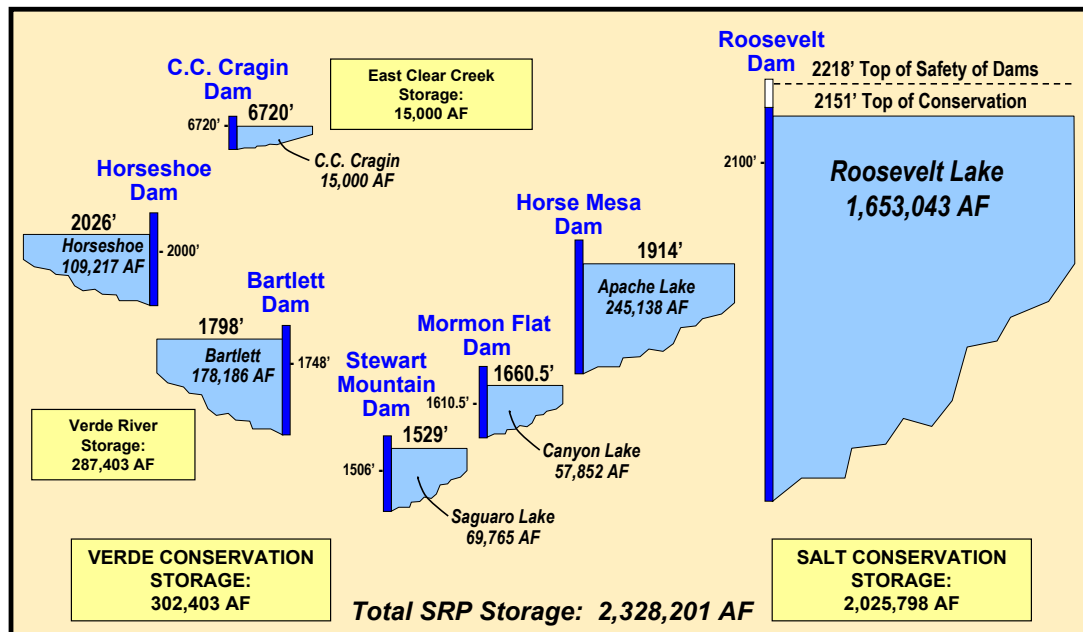 C.C. Cragin
Dam
6720’
6720’
C.C. Cragin
15,000 AF
East Clear Creek
Storage:
15,000 AF
Roosevelt
Dam
2218’ Top of Safety of Dams
2151’ Top of Conservation
2100’
Roosevelt Lake
1,653,043 AF
Horseshoe
Dam
2026’
Horseshoe
109,217 AF
2000’
Horse Mesa
Dam
1914’
Apache Lake
245,138 AF
Bartlett
Dam
1798’
Bartlett
178,186 AF
1748’
Mormon Flat
Dam
1660.5’
1610.5’
Canyon Lake
57,852 AF
Stewart
Mountain
Dam
1529’
1506’
Saguaro Lake
69,765 AF
Verde River
Storage:
287,403 AF
VERDE CONSERVATION
STORAGE:
302,403 AF
SALT CONSERVATION
STORAGE:
2,025,798 AF
Total SRP Storage: 2,328,201 AF